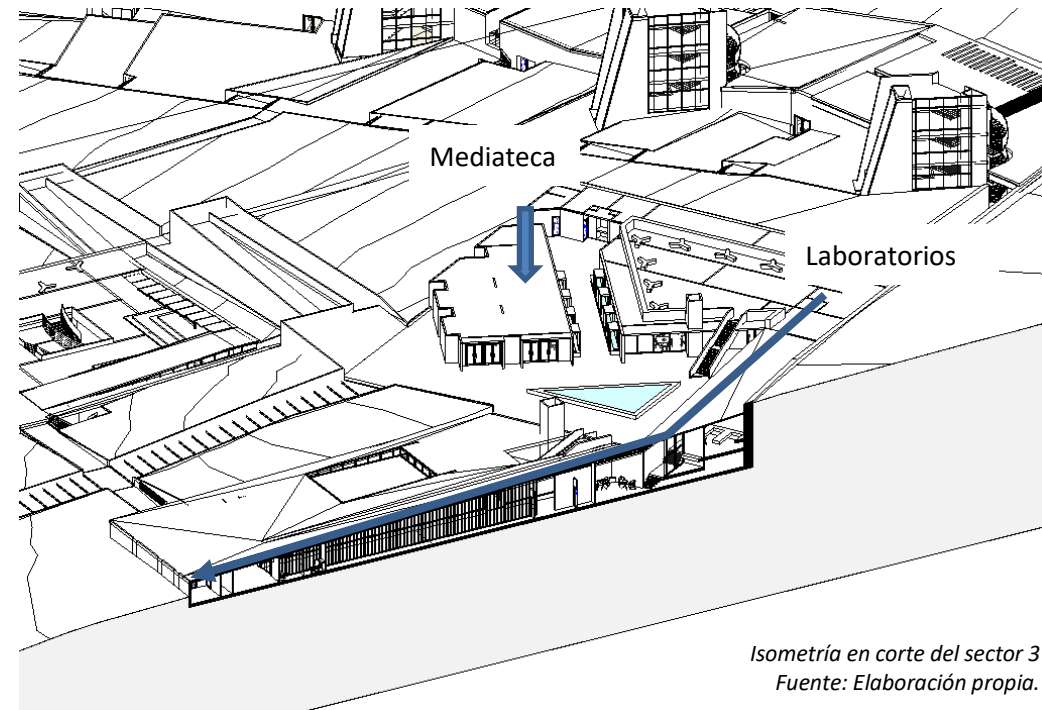 Mediateca
Laboratorios
Isometría en corte del sector 3
Fuente: Elaboración propia.